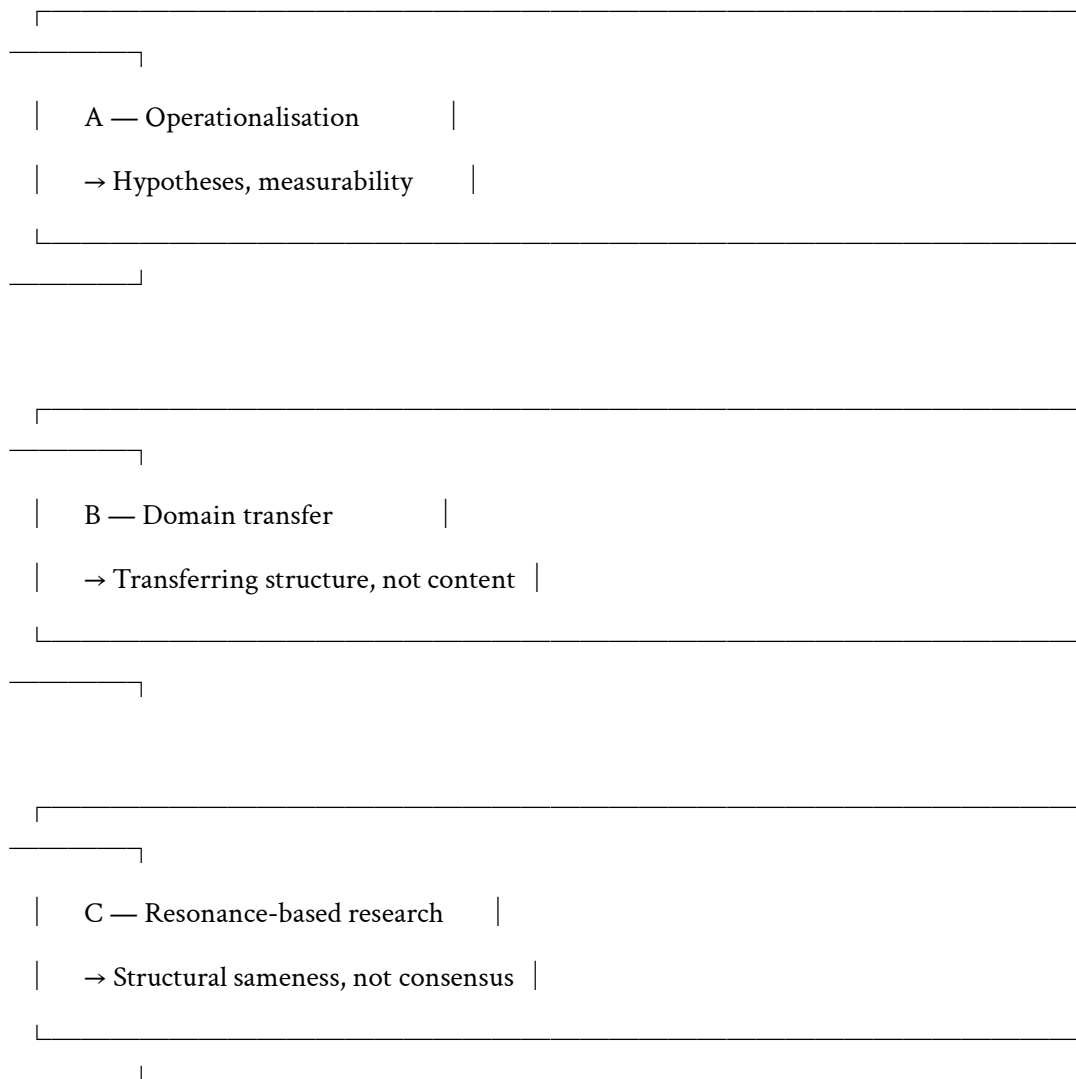 A — Operationalisation
→ Hypotheses, measurability
B — Domain transfer
→ Transferring structure, not content
C — Resonance-based research
→ Structural sameness, not consensus